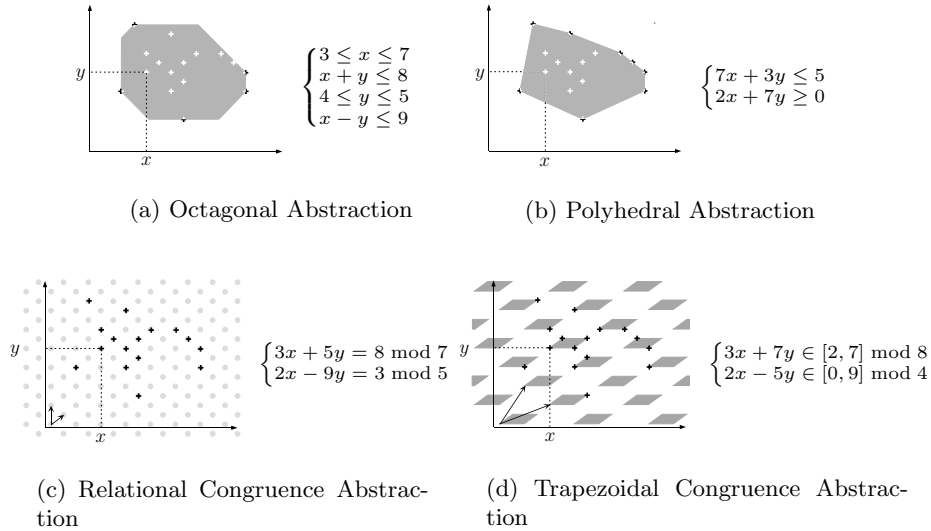 y
x
3 ≤ x ≤ 7
x + y ≤ 8
4 ≤ y ≤ 5
x − y ≤ 9
(a) Octagonal Abstraction
y
x
7x + 3y ≤ 5
2x + 7y ≥ 0
(b) Polyhedral Abstraction
y
x
3x + 5y = 8 mod 7
2x − 9y = 3 mod 5
(c) Relational Congruence Abstrac-
tion
y
x
3x + 7y ∈ [2, 7] mod 8
2x − 5y ∈ [0, 9] mod 4
(d) Trapezoidal Congruence Abstrac-
tion